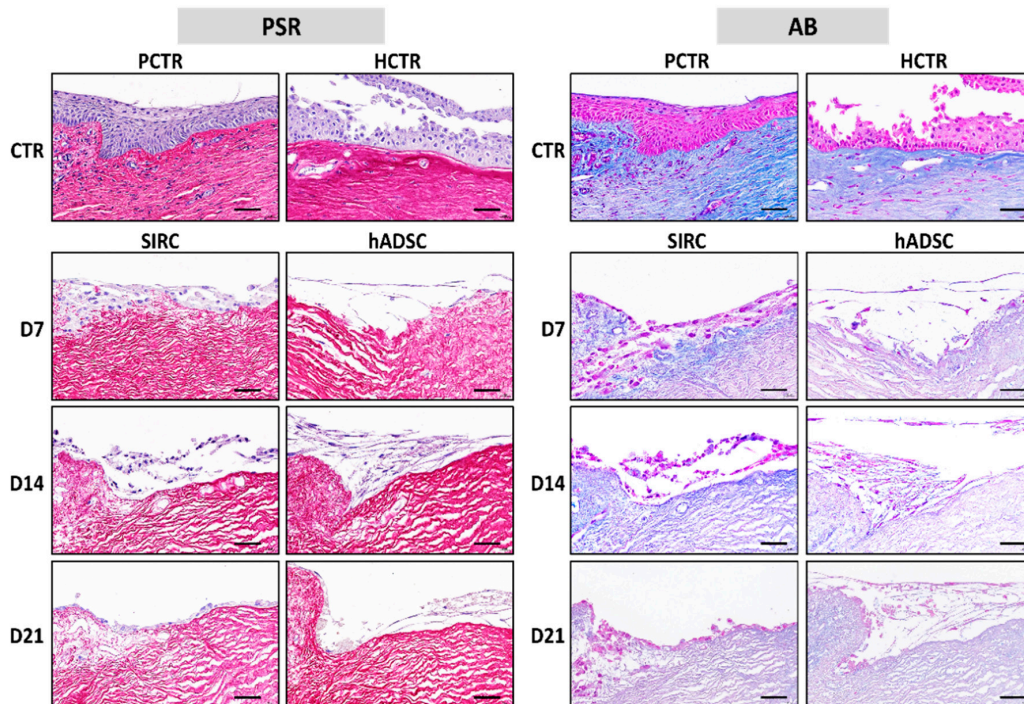 PSR AB
PCTR HCTR PCTR HCTR
CTR CTR
SIRC hADSC SIRC hADSC
D7 D7
D14 D14
D21 D21